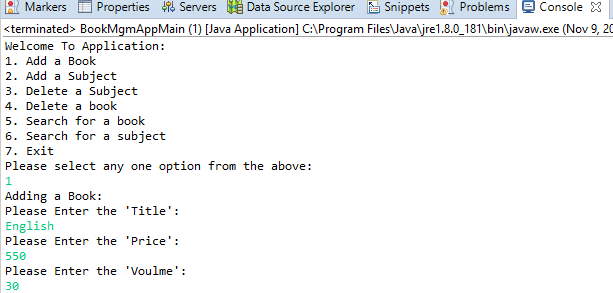 Markers Properties Servers Data Source Explorer Snippets Problems Console
<terminated> BookMgmAppMain (1) [Java Application] C:\Program Files\Java\jre1.8.0_181\bin\javaw.exe (Nov 9, 20
Welcome To Application:
1. Add a Book
2. Add a Subject
3. Delete a Subject
4. Delete a book
5. Search for a book
6. Search for a subject
7. Exit
Please select any one option from the above:
1
Adding a Book:
Please Enter the 'Title':
English
Please Enter the 'Price':
550
Please Enter the 'Voulme':
30